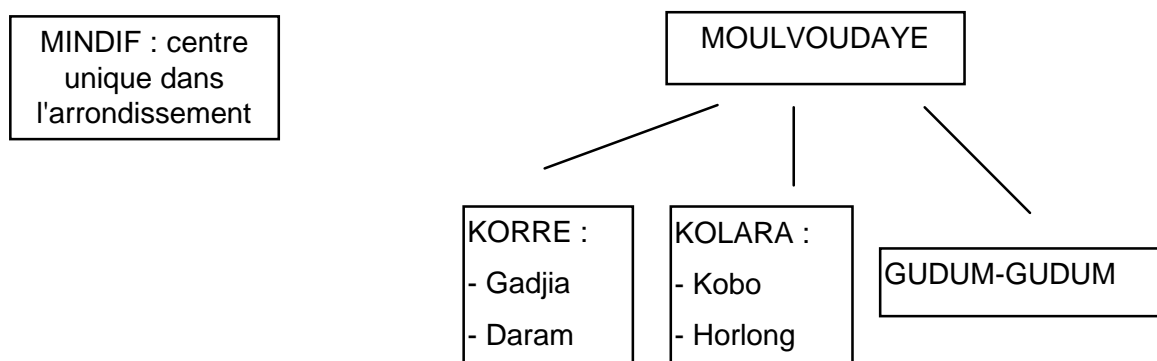 MINDIF : centre
unique dans
l'arrondissement
MOULVOUDAYE
KORRE :
- Gadjia
- Daram
KOLARA :
- Kobo
- Horlong
GUDUM-GUDUM